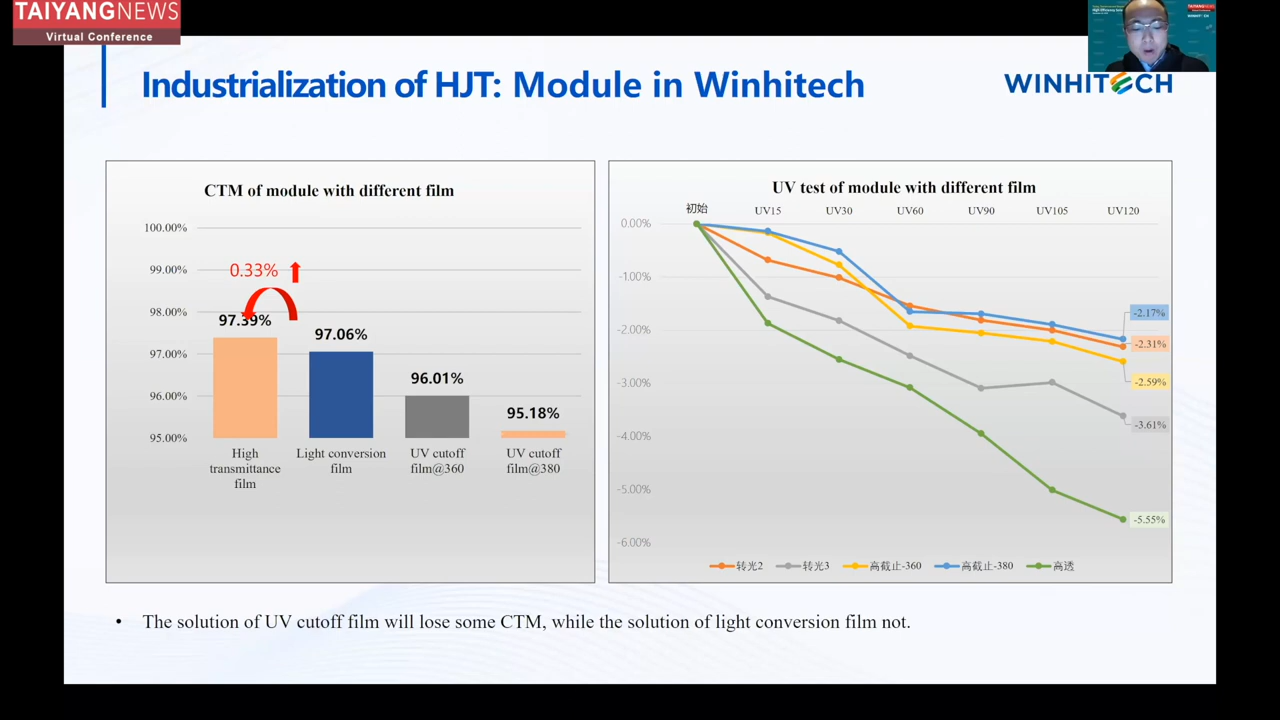 TAIYANGNEWS
Virtual Conference
Industrialization of HJT: Module in Winhitech
WINHITECH
CTM of module with different film
100.00%
99.00%
98.00%
97.00%
96.00%
95.00%
0.33%
97.39%
97.06%
96.01%
95.18%
High
transmittance
film
Light conversion
film
UV cutoff
film@360
UV cutoff
film@380
UV test of module with different film
初始
UV15
UV30
UV60
UV90
UV105
UV120
0.00%
-1.00%
-2.00%
-3.00%
-4.00%
-5.00%
-6.00%
-2.17%
-2.31%
-2.59%
-3.61%
-5.55%
转光2
转光3
高截止-360
高截止-380
高透
• The solution of UV cutoff film will lose some CTM, while the solution of light conversion film not.